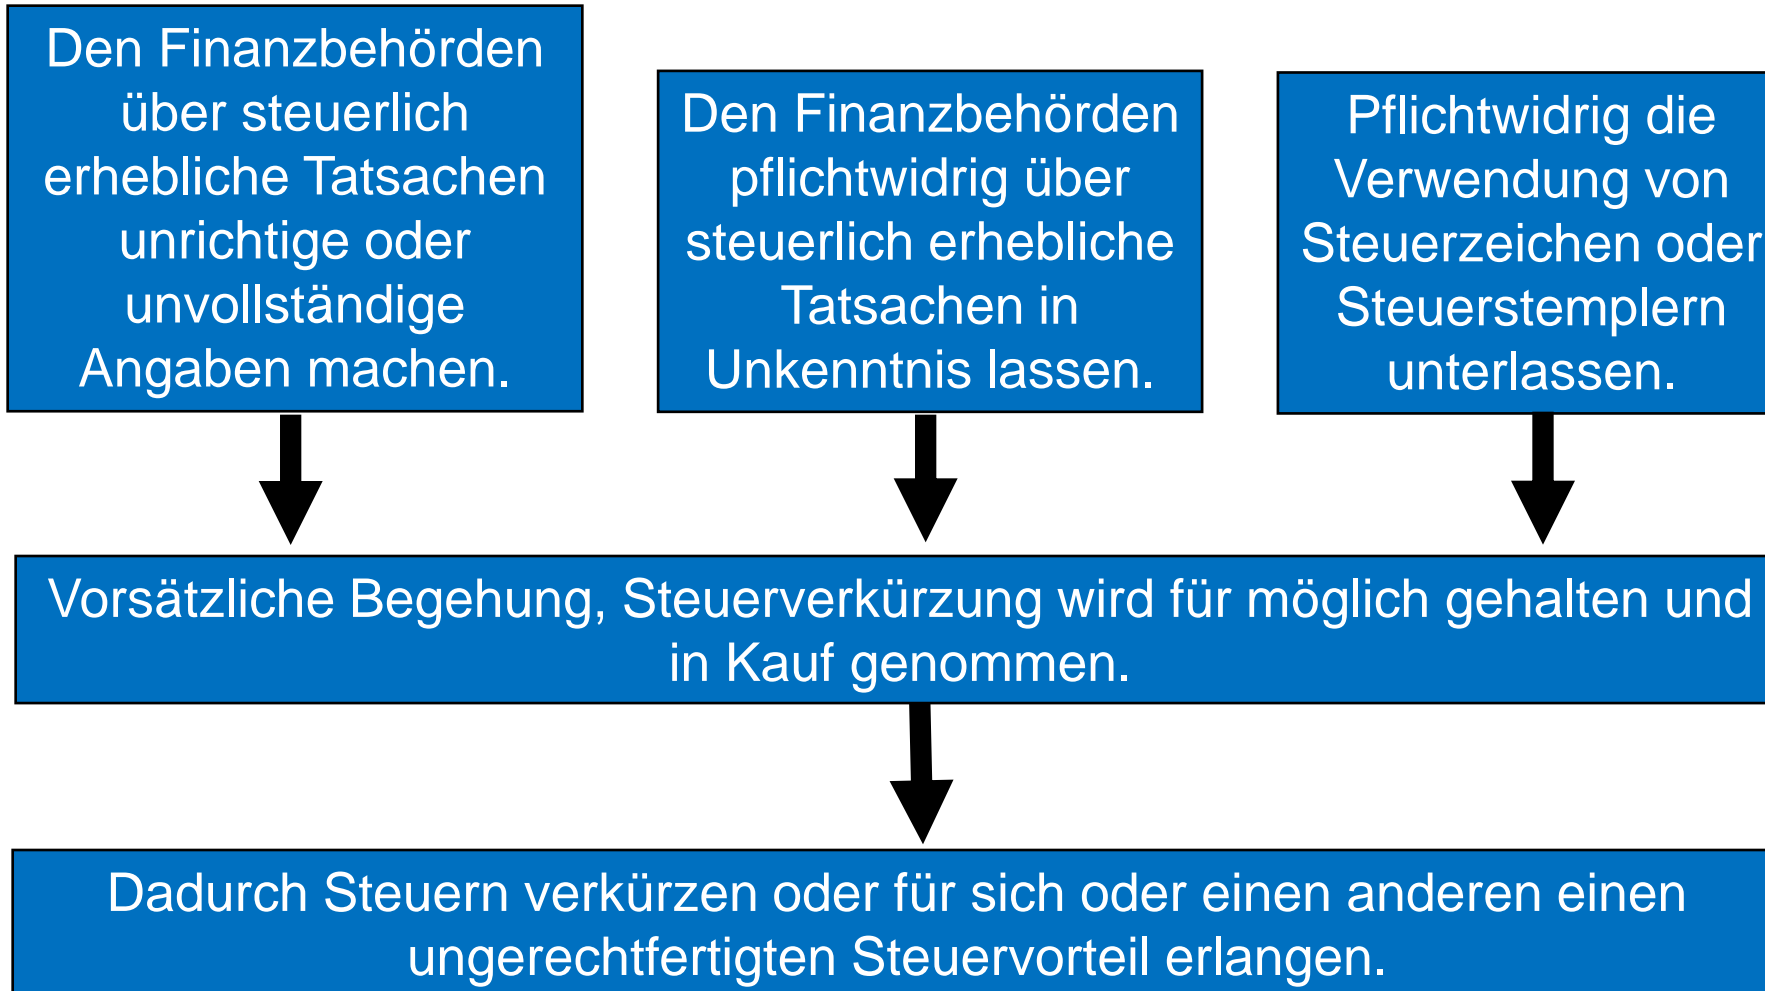 Den Finanzbehörden
über steuerlich
erhebliche Tatsachen
unrichtige oder
unvollständige
Angaben machen.
Den Finanzbehörden
pflichtwidrig über
steuerlich erhebliche
Tatsachen in
Unkenntnis lassen.
Pflichtwidrig die
Verwendung von
Steuerzeichen oder
Steuerstemplern
unterlassen.
Vorsätzliche Begehung, Steuerverkürzung wird für möglich gehalten und
in Kauf genommen.
Dadurch Steuern verkürzen oder für sich oder einen anderen einen
ungerechtfertigten Steuervorteil erlangen.